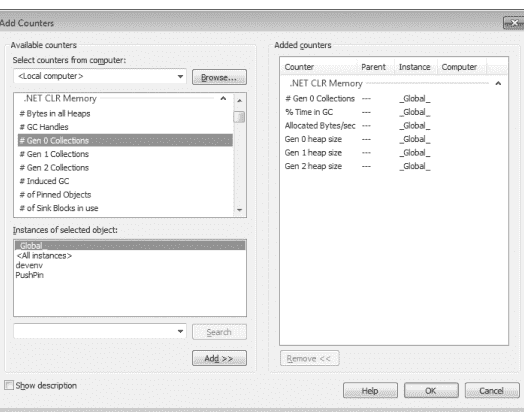 Add Counters
Available counters
Select counters from computer:
<Local computer>
Browse...
.NET CLR Memory
# Bytes in all Heaps
# GC Handles
# Gen 0 Collections
# Gen 1 Collections
# Gen 2 Collections
# Induced GC
# of Pinned Objects
# of Sink Blocks in use
Instances of selected object:
_Global_
<All instances>
devenv
PushPin
Search
Add >>
Show description
Added counters
Counter Parent Instance Computer
.NET CLR Memory
# Gen 0 Collections --- _Global_
% Time in GC --- _Global_
Allocated Bytes/sec --- _Global_
Gen 0 heap size --- _Global_
Gen 1 heap size --- _Global_
Gen 2 heap size --- _Global_
Remove <<
Help OK Cancel